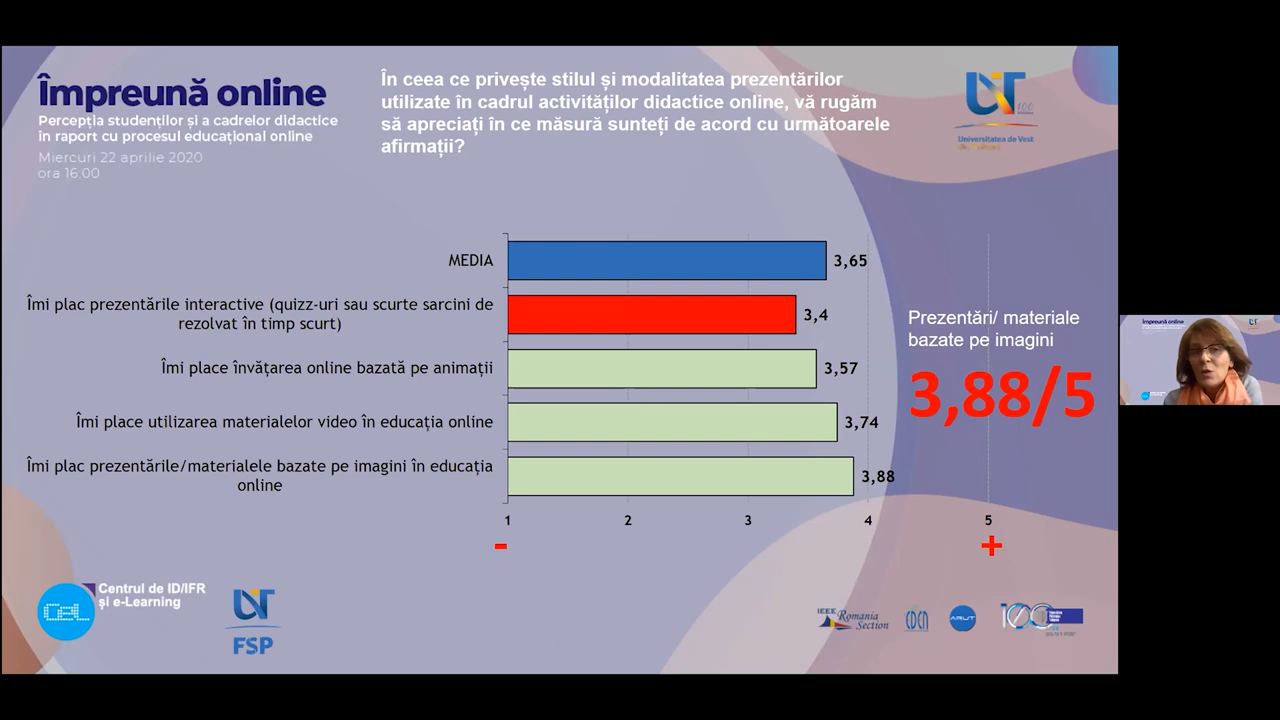 Împreună online
Percepția studenților și a cadrelor didactice
în raport cu procesul educațional online
Miercuri 22 aprilie 2020
ora 16:00
În ceea ce privește stilul și modalitatea prezentărilor
utilizate în cadrul activităților didactice online, vă rugăm
să apreciați în ce măsură sunteți de acord cu următoarele
afirmații?
Universitatea de Vest
MEDIA
3,65
Îmi plac prezentările interactive (quizz-uri sau scurte sarcini de
rezolvat în timp scurt)
3,4
Îmi place învățarea online bazată pe animații
3,57
Îmi place utilizarea materialelor video în educația online
3,74
Îmi plac prezentările/materialele bazate pe imagini în educația
online
3,88
1 2 3 4 5
- +
Prezentări/ materiale
bazate pe imagini
3,88/5
Împreună online
Centrul de ID/IFR
și e-Learning
FSP
IEEE
Romania
Section
EDEN
ARUT
100